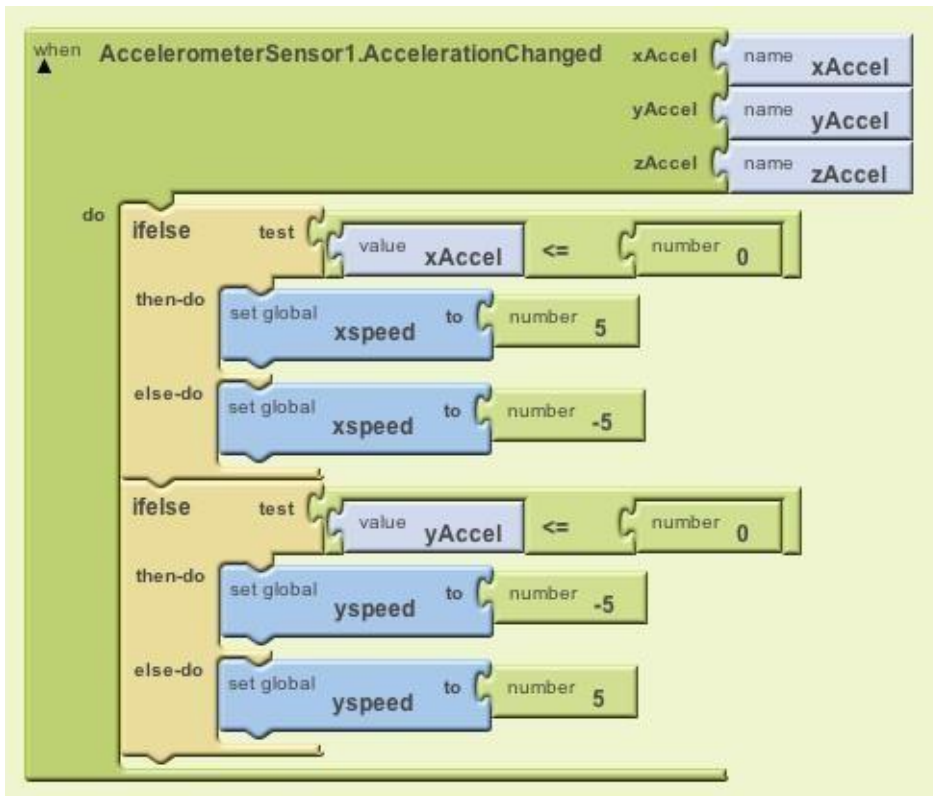 when AccelerometerSensor1.AccelerationChanged xAccel name xAccel
yAccel name yAccel
zAccel name zAccel
do ifelse test value xAccel <= number 0
then-do set global xspeed to number 5
else-do set global xspeed to number -5
ifelse test value yAccel <= number 0
then-do set global yspeed to number -5
else-do set global yspeed to number 5